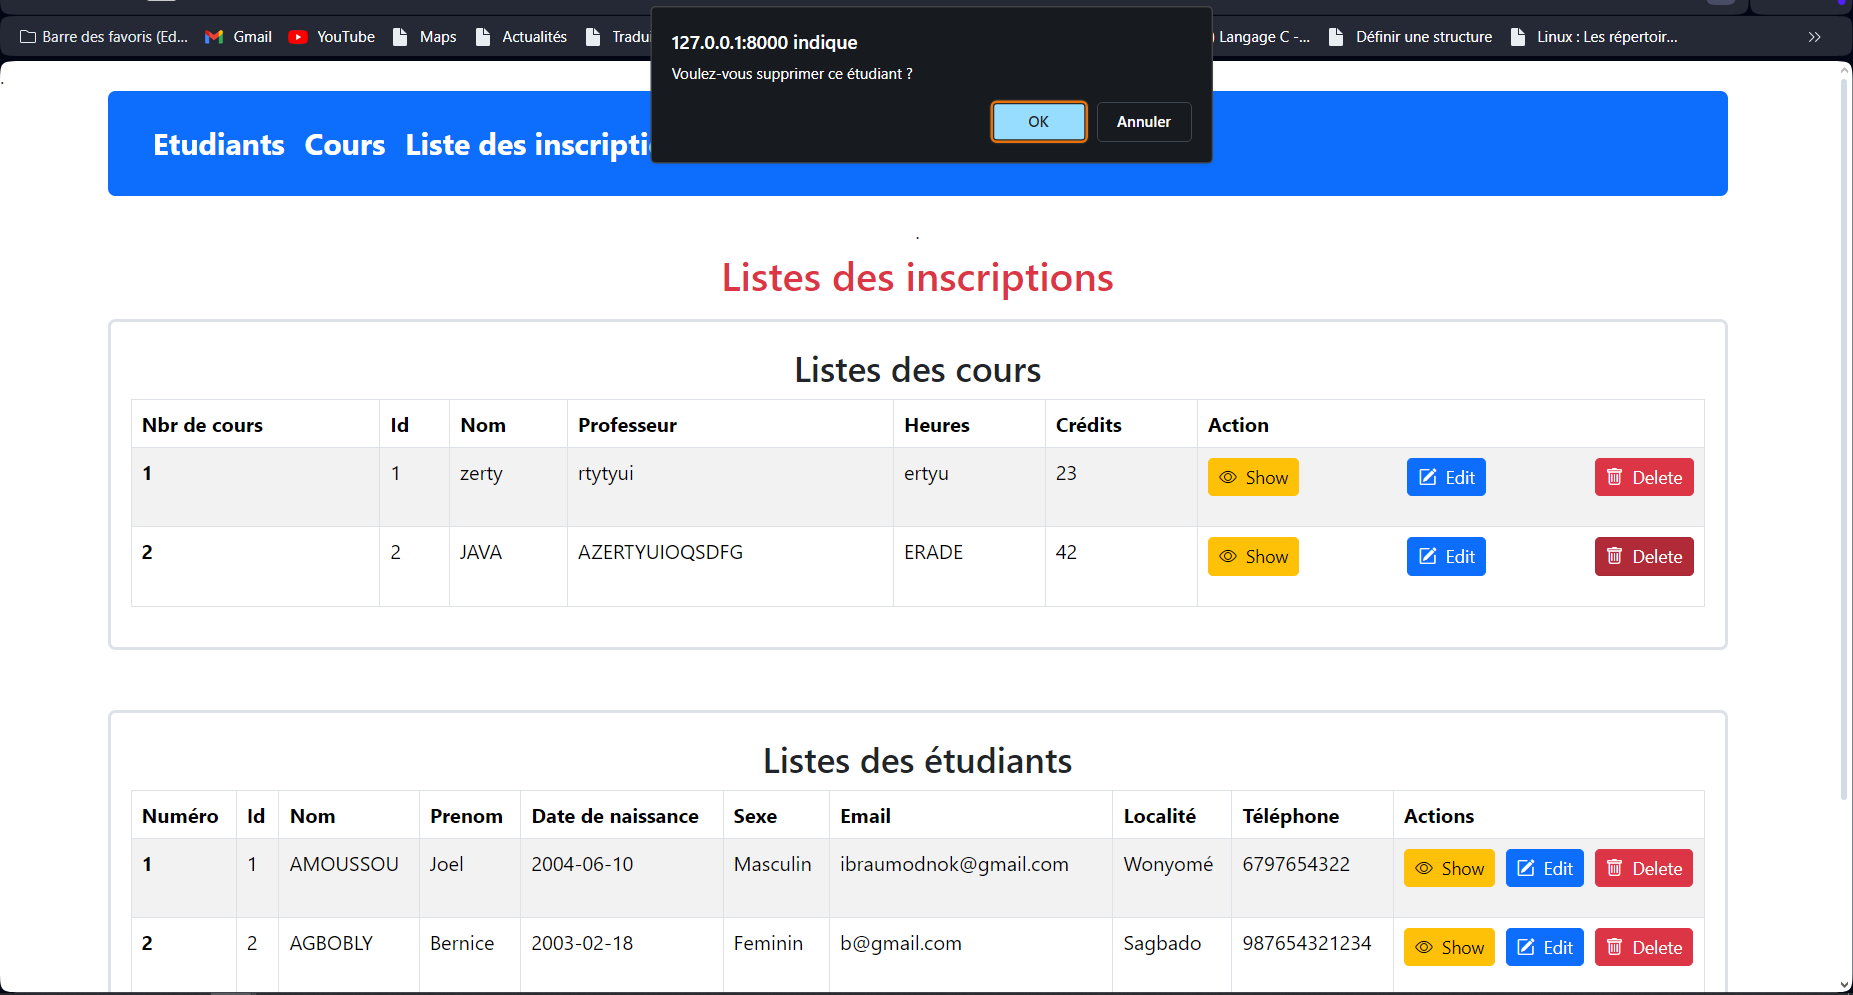 Barre des favoris (Ed... Gmail YouTube Maps Actualités Tradui Langage C -... Définir une structure Linux : Les répertoir...
127.0.0.1:8000 indique
Voulez-vous supprimer ce étudiant ?
OK Annuler
Etudiants Cours Liste des inscripti
.
Listes des inscriptions
Listes des cours
Nbr de cours Id Nom Professeur Heures Crédits Action
1 1 zerty rtytyui ertyu 23 Show Edit Delete
2 2 JAVA AZERTYUIOQSDFG ERADE 42 Show Edit Delete
Listes des étudiants
Numéro Id Nom Prenom Date de naissance Sexe Email Localité Téléphone Actions
1 1 AMOUSSOU Joel 2004-06-10 Masculin ibraumodnok@gmail.com Wonyomé 6797654322 Show Edit Delete
2 2 AGBOBLY Bernice 2003-02-18 Feminin b@gmail.com Sagbado 987654321234 Show Edit Delete